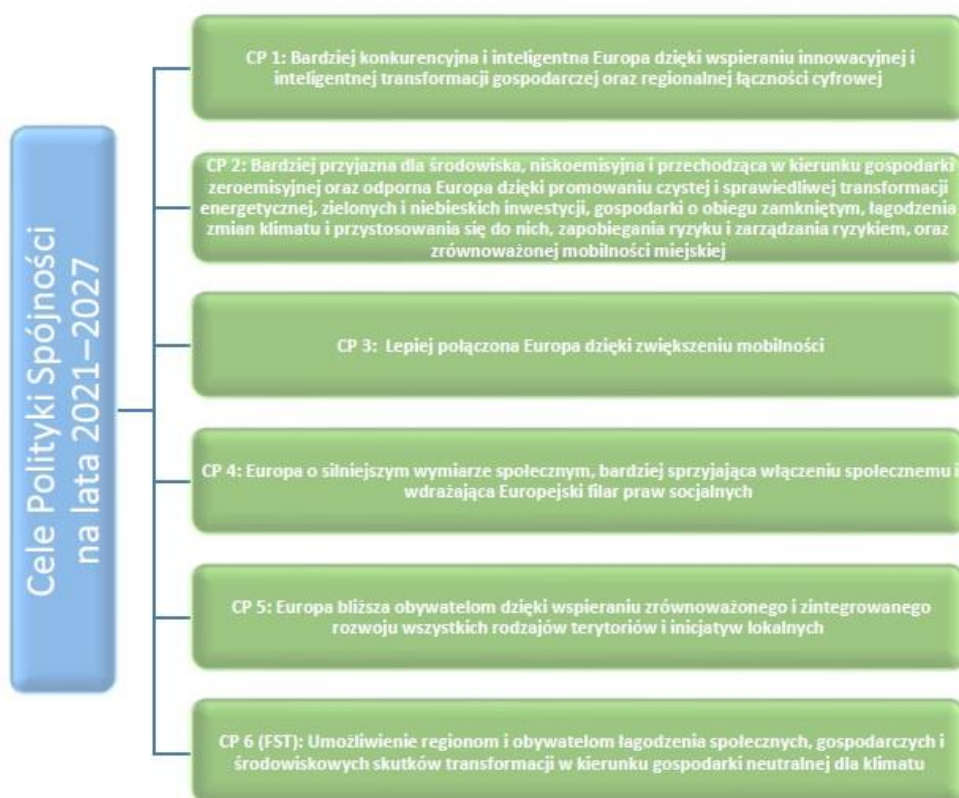 Cele Polityki Spójności
na lata 2021–2027
CP 1: Bardziej konkurencyjna i inteligentna Europa dzięki wspieraniu innowacyjnej i
inteligentnej transformacji gospodarczej oraz regionalnej łączności cyfrowej
CP 2: Bardziej przyjazna dla środowiska, niskoemisyjna i przechodząca w kierunku gospodarki
zeroemisyjnej oraz odporna Europa dzięki promowaniu czystej i sprawiedliwej transformacji
energetycznej, zielonych i niebieskich inwestycji, gospodarki o obiegu zamkniętym, łagodzenia
zmian klimatu i przystosowania się do nich, zapobiegania ryzyku i zarządzania ryzykiem, oraz
zrównoważonej mobilności miejskiej
CP 3: Lepiej połączona Europa dzięki zwiększeniu mobilności
CP 4: Europa o silniejszym wymiarze społecznym, bardziej sprzyjająca włączeniu społecznemu i
wdrażająca Europejski filar praw socjalnych
CP 5: Europa bliższa obywatelom dzięki wspieraniu zrównoważonego i zintegrowanego
rozwoju wszystkich rodzajów terytoriów i inicjatyw lokalnych
CP 6 (FST): Umożliwienie regionom i obywatelom łagodzenia społecznych, gospodarczych i
środowiskowych skutków transformacji w kierunku gospodarki neutralnej dla klimatu